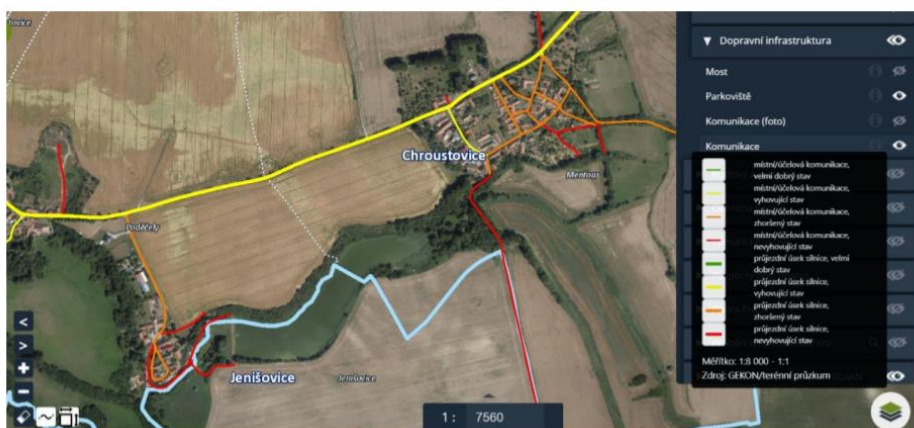 Dopravní infrastruktura
Most
Parkoviště
Komunikace (foto)
Komunikace
místní/účelová komunikace,
velmi dobrý stav
místní/účelová komunikace,
vyhovující stav
místní/účelová komunikace,
zhoršený stav
místní/účelová komunikace,
nevyhovující stav
průjezdní úsek silnice, velmi
dobrý stav
průjezdní úsek silnice,
vyhovující stav
průjezdní úsek silnice,
zhoršený stav
průjezdní úsek silnice,
nevyhovující stav
Měřítko: 1:8 000 - 1:1
Zdroj: GEKON/terénní průzkum
Chroustovice
Mentour
Poděčely
Jenišovice
Jenišovice
1 : 7560